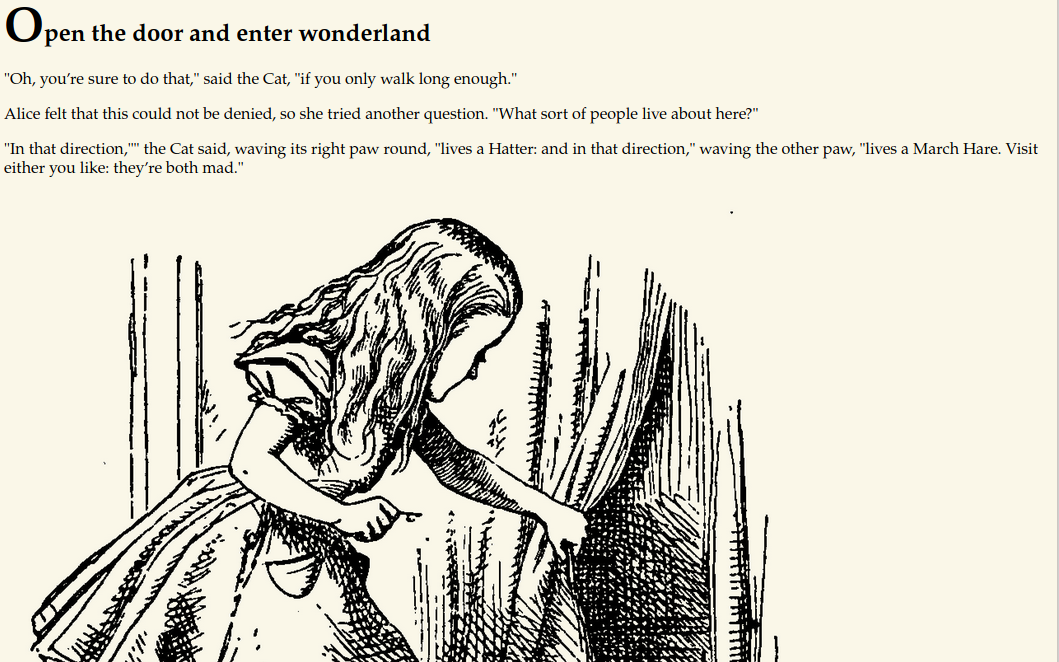 Open the door and enter wonderland
"Oh, you’re sure to do that," said the Cat, "if you only walk long enough."
Alice felt that this could not be denied, so she tried another question. "What sort of people live about here?"
"In that direction,"" the Cat said, waving its right paw round, "lives a Hatter: and in that direction," waving the other paw, "lives a March Hare. Visit
either you like: they’re both mad."